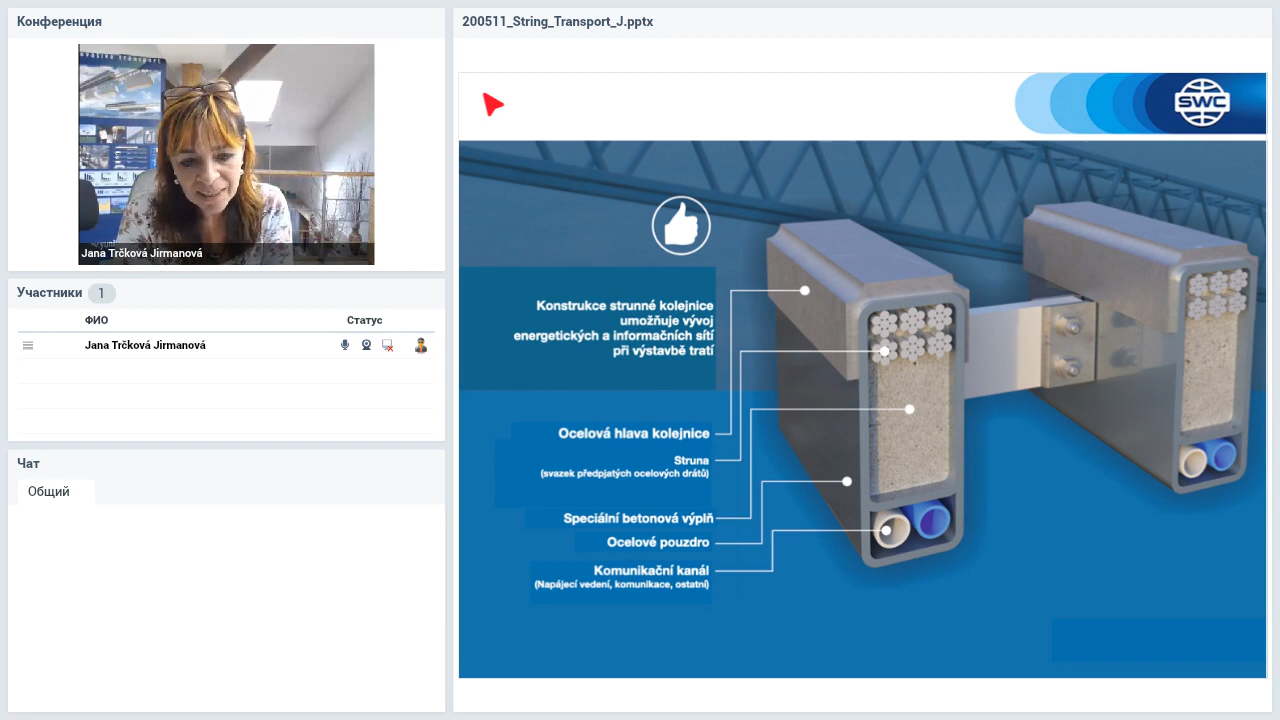 Конференция
Jana Trčková Jirmanová
Участники 1
ФИО Статус
Jana Trčková Jirmanová
Чат
Общий
200511_String_Transport_J.pptx
SWC
Konstrukce strunné kolejnice
umožňuje vývoj
energetických a informačních sítí
při výstavbě tratí
Ocelová hlava kolejnice
Struna
(svazek předpjatých ocelových drátů)
Speciální betonová výplň
Ocelové pouzdro
Komunikační kanál
(Napájecí vedení, komunikace, ostatní)